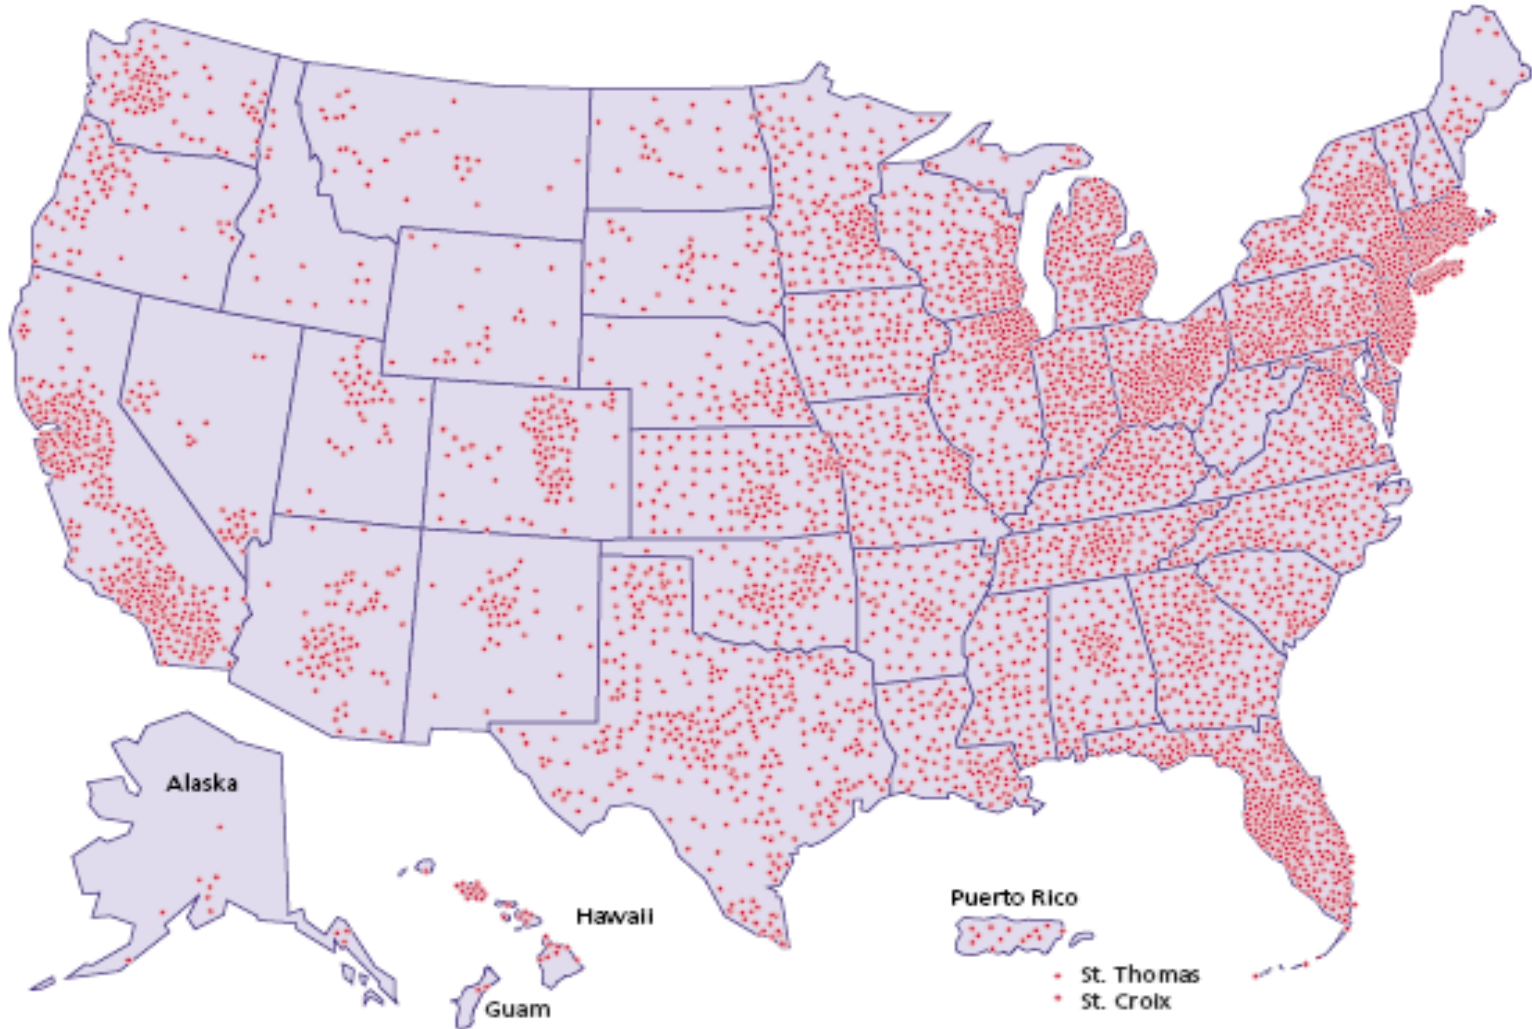 Alaska
Hawaii
Guam
Puerto Rico
St. Thomas
St. Croix